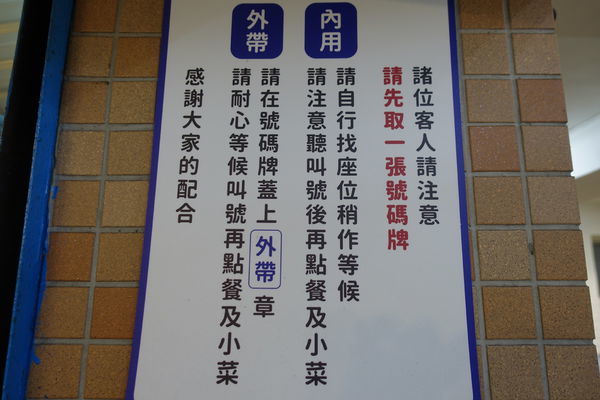 諸位客人請注意
請先取一張號碼牌
內用
請自行找座位稍作等候
請注意聽叫號後再點餐及小菜
外帶
請在號碼牌蓋上外帶章
請耐心等候叫號再點餐及小菜
感謝大家的配合